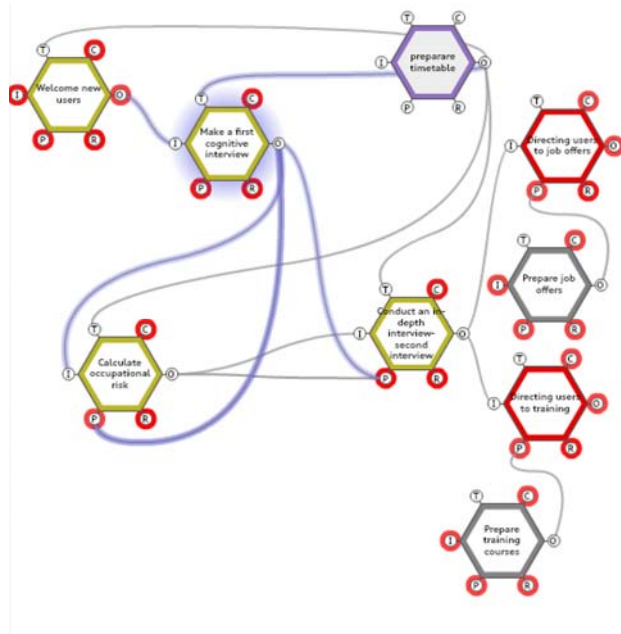 T
C
Welcome new
users
I
O
P
R
T
C
preparare
timetable
I
O
P
R
T
C
Make a first
cognitive
interview
I
O
P
R
T
C
Directing users
to job offers
I
O
P
R
T
C
Prepare job
offers
I
O
P
R
T
C
Conduct an in-
depth
interview-
second
interview
I
O
P
R
T
C
Calculate
occupational
risk
I
O
P
R
T
C
Directing users
to training
I
O
P
R
T
C
Prepare
training
courses
I
O
P
R